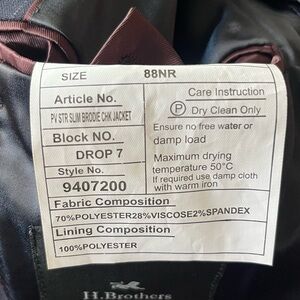 SIZE 88NR
Article No.
PV STR SLIM BRODIE CHK JACKET
Block NO.
DROP 7
Style No.
9407200
Care Instruction
P Dry Clean Only
Ensure no free water or
damp load
Maximum drying
temperature 50°C
If required use damp cloth
with warm iron
Fabric Composition
70%POLYESTER28%VISCOSE2%SPANDEX
Lining Composition
100%POLYESTER
H.Brothers